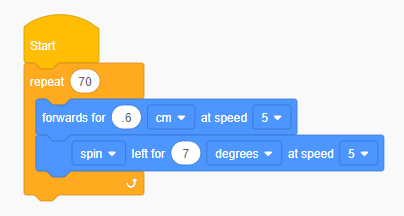 Start
repeat 70
forwards for .6 cm at speed 5
spin left for 7 degrees at speed 5